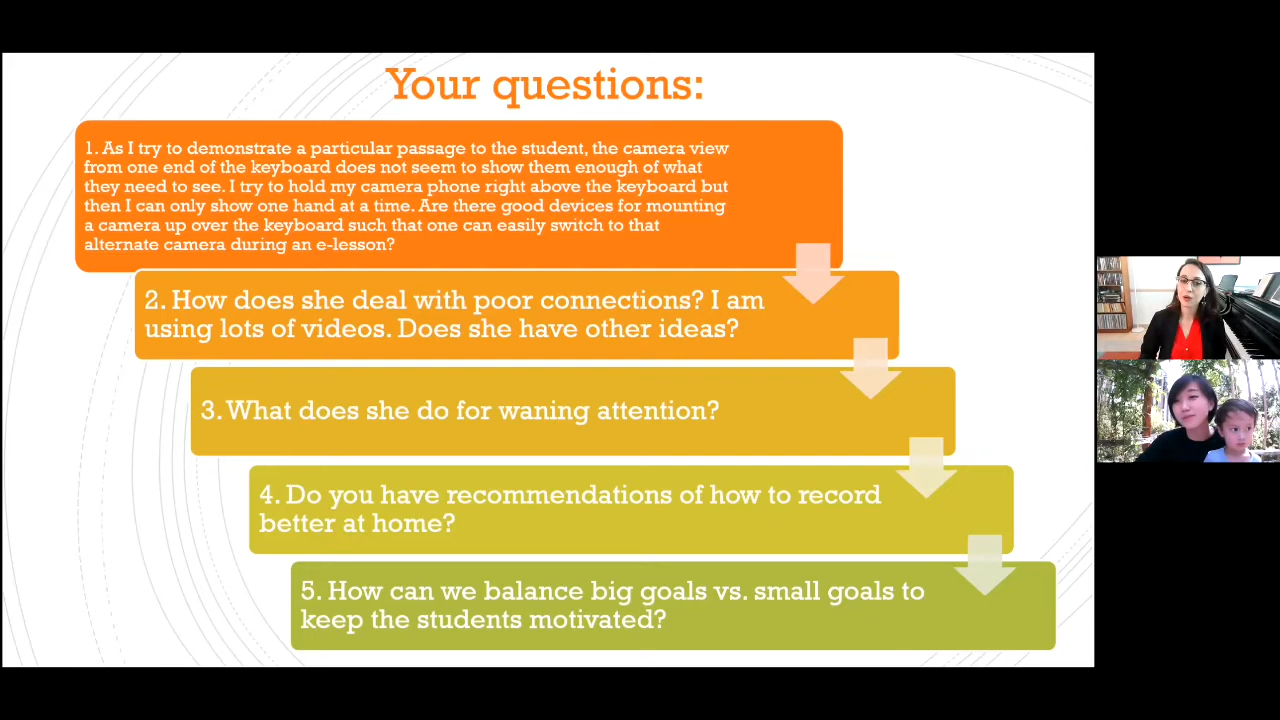 Your questions:
1. As I try to demonstrate a particular passage to the student, the camera view
from one end of the keyboard does not seem to show them enough of what
they need to see. I try to hold my camera phone right above the keyboard but
then I can only show one hand at a time. Are there good devices for mounting
a camera up over the keyboard such that one can easily switch to that
alternate camera during an e-lesson?
2. How does she deal with poor connections? I am
using lots of videos. Does she have other ideas?
3. What does she do for waning attention?
4. Do you have recommendations of how to record
better at home?
5. How can we balance big goals vs. small goals to
keep the students motivated?